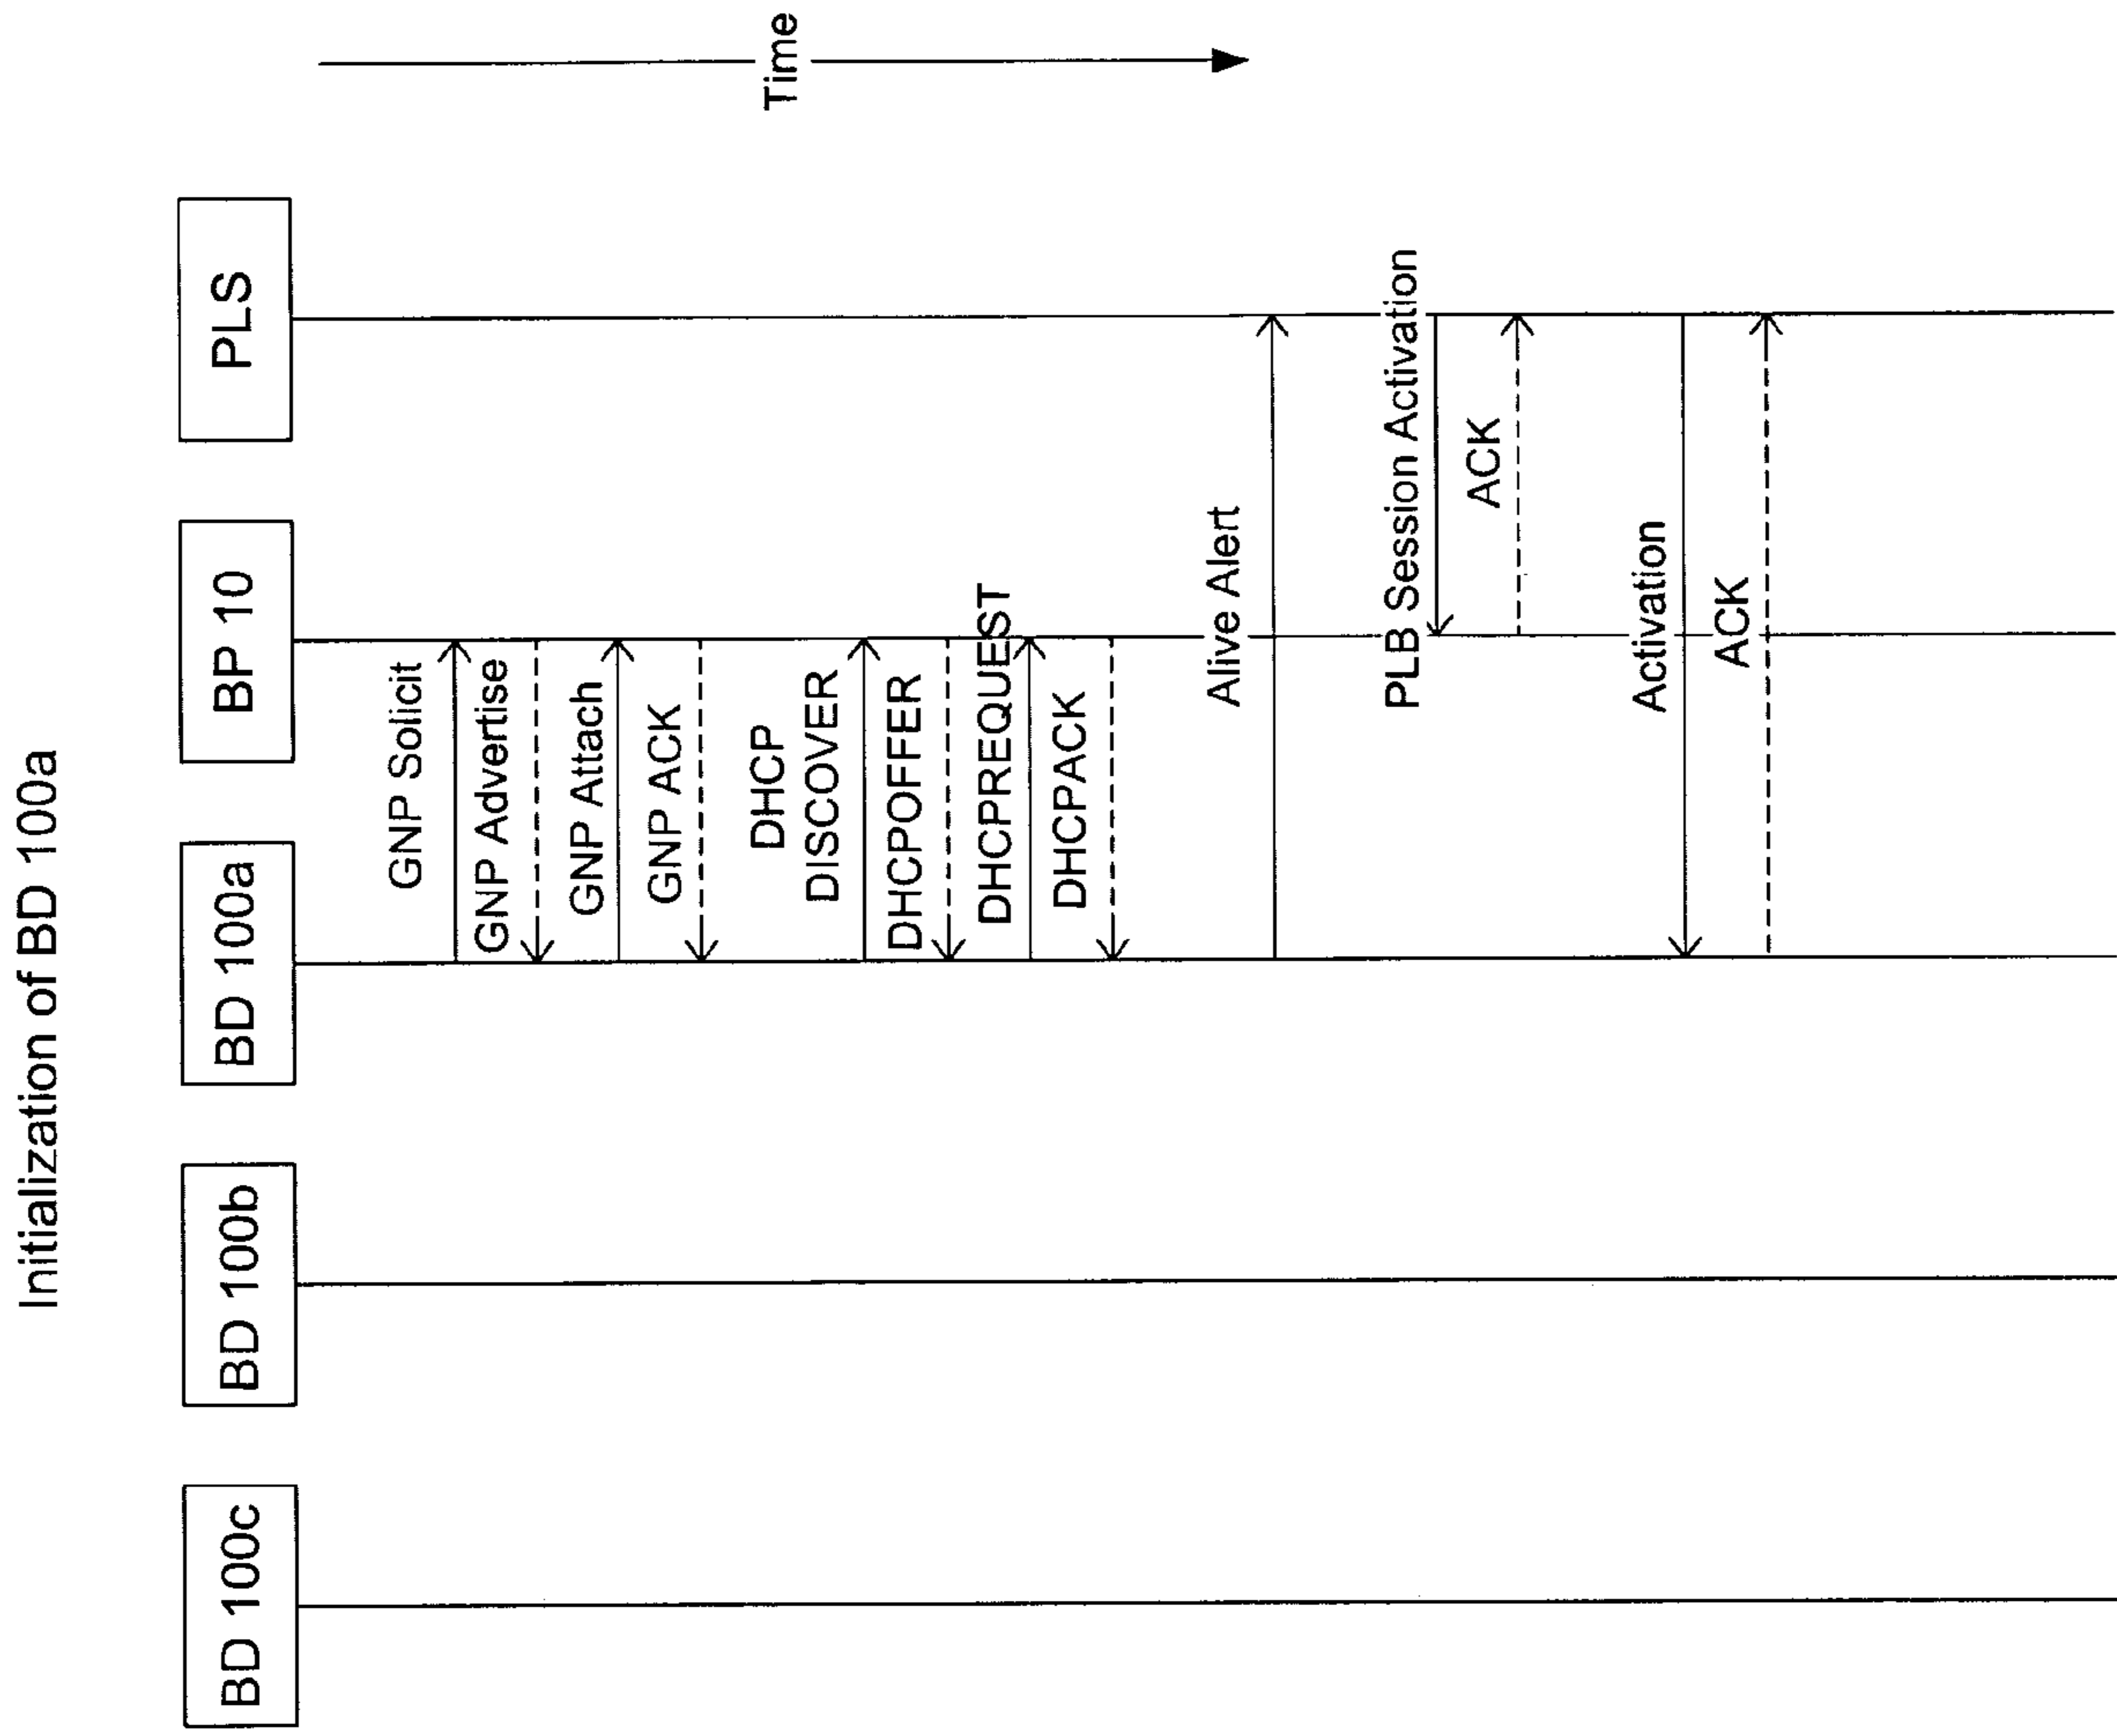 Initialization of BD 100a
BD 100c
BD 100b
BD 100a
BP 10
PLS
Time
GNP Solicit
GNP Advertise
GNP Attach
GNP ACK
DHCP
DISCOVER
DHCPOFFER
DHCPREQUEST
DHCPACK
Alive Alert
PLB Session Activation
ACK
Activation
ACK